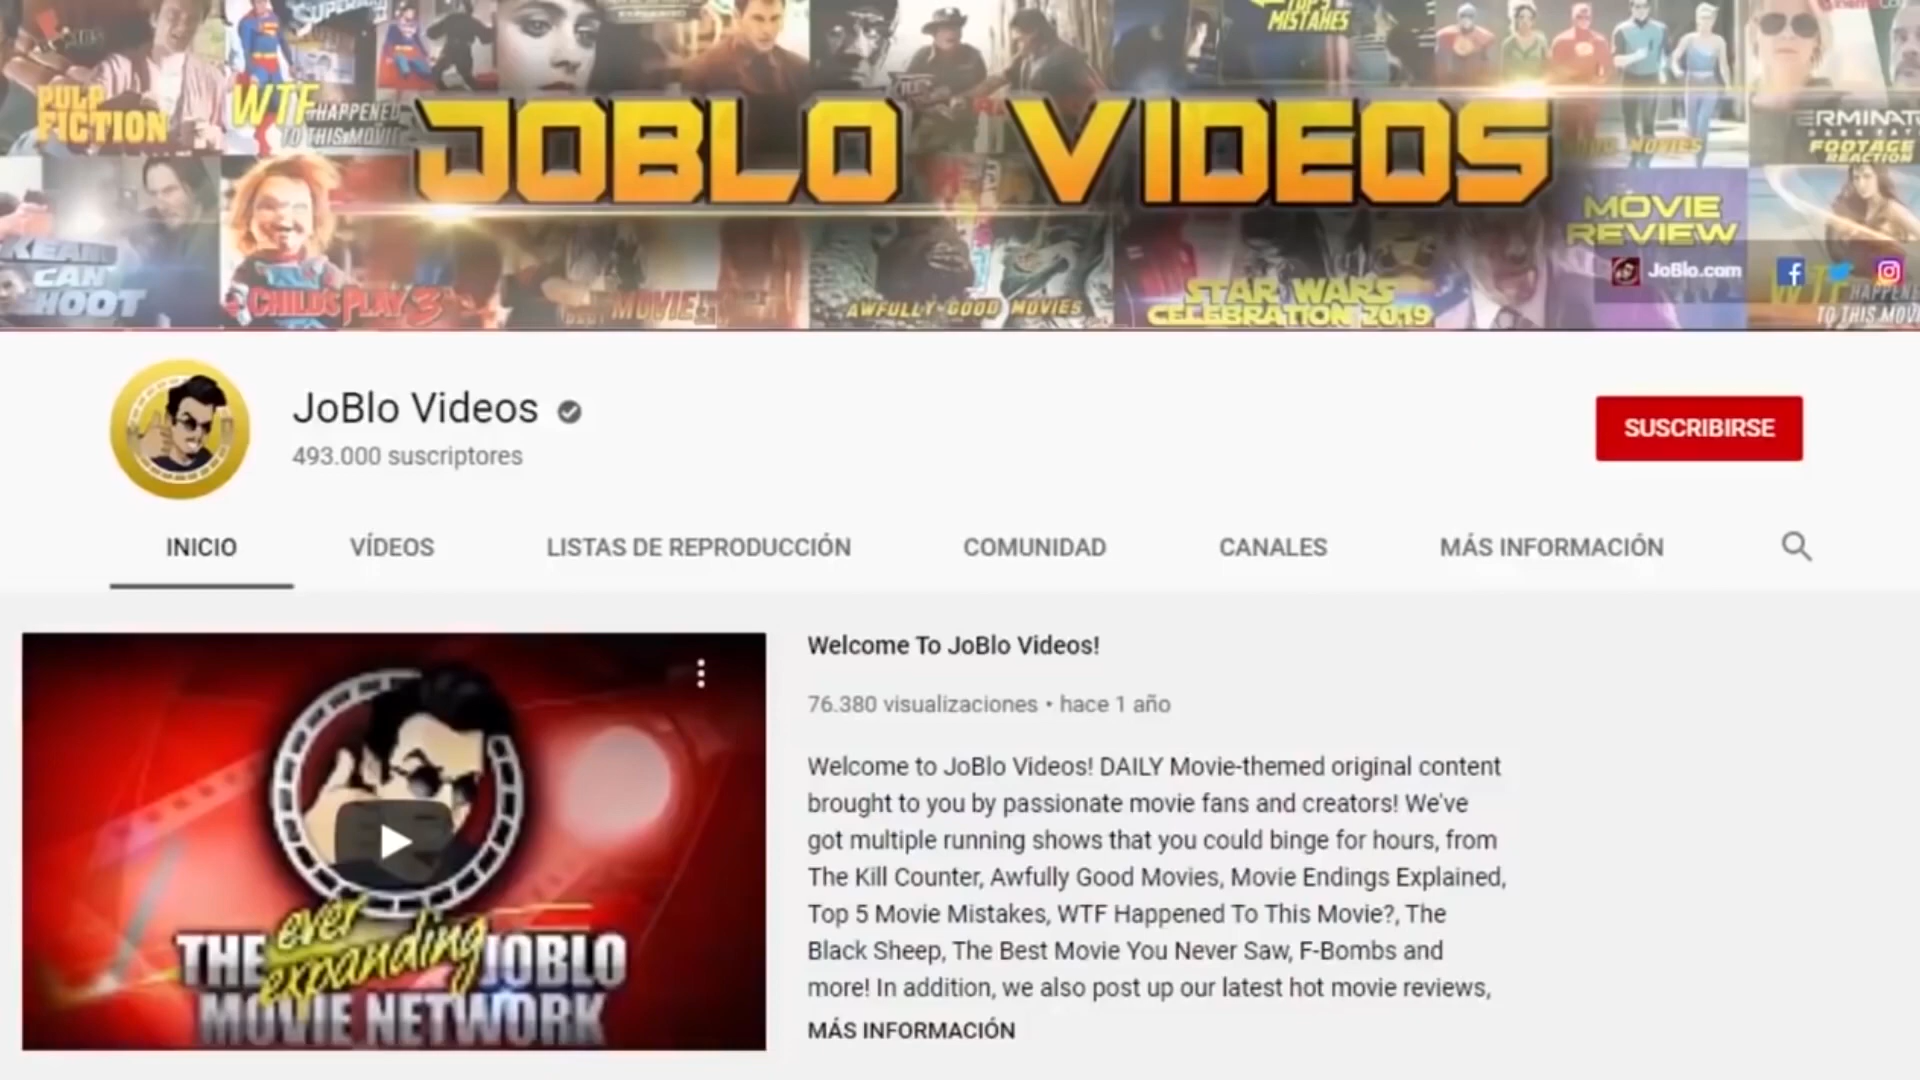 SUPERMAN
TOP 5
MISTAKES
PULP
FICTION
WTF HAPPENED
TO THIS MOVIE
JOBLO VIDEOS
MOVIES
FOOTAGE
REACTION
MOVIE
REVIEW
CAN
CHILD'S PLAY 3
AWFULLY GOOD MOVIES
STAR WARS
CELEBRATION 2019
JoBlo.com
TO THIS MOV
JoBlo Videos
493.000 suscriptores
SUSCRIBIRSE
INICIO
VÍDEOS
LISTAS DE REPRODUCCIÓN
COMUNIDAD
CANALES
MÁS INFORMACIÓN
THE ever expanding JOBLO
MOVIE NETWORK
Welcome To JoBlo Videos!
76.380 visualizaciones • hace 1 año
Welcome to JoBlo Videos! DAILY Movie-themed original content
brought to you by passionate movie fans and creators! We've
got multiple running shows that you could binge for hours, from
The Kill Counter, Awfully Good Movies, Movie Endings Explained,
Top 5 Movie Mistakes, WTF Happened To This Movie?, The
Black Sheep, The Best Movie You Never Saw, F-Bombs and
more! In addition, we also post up our latest hot movie reviews,
MÁS INFORMACIÓN